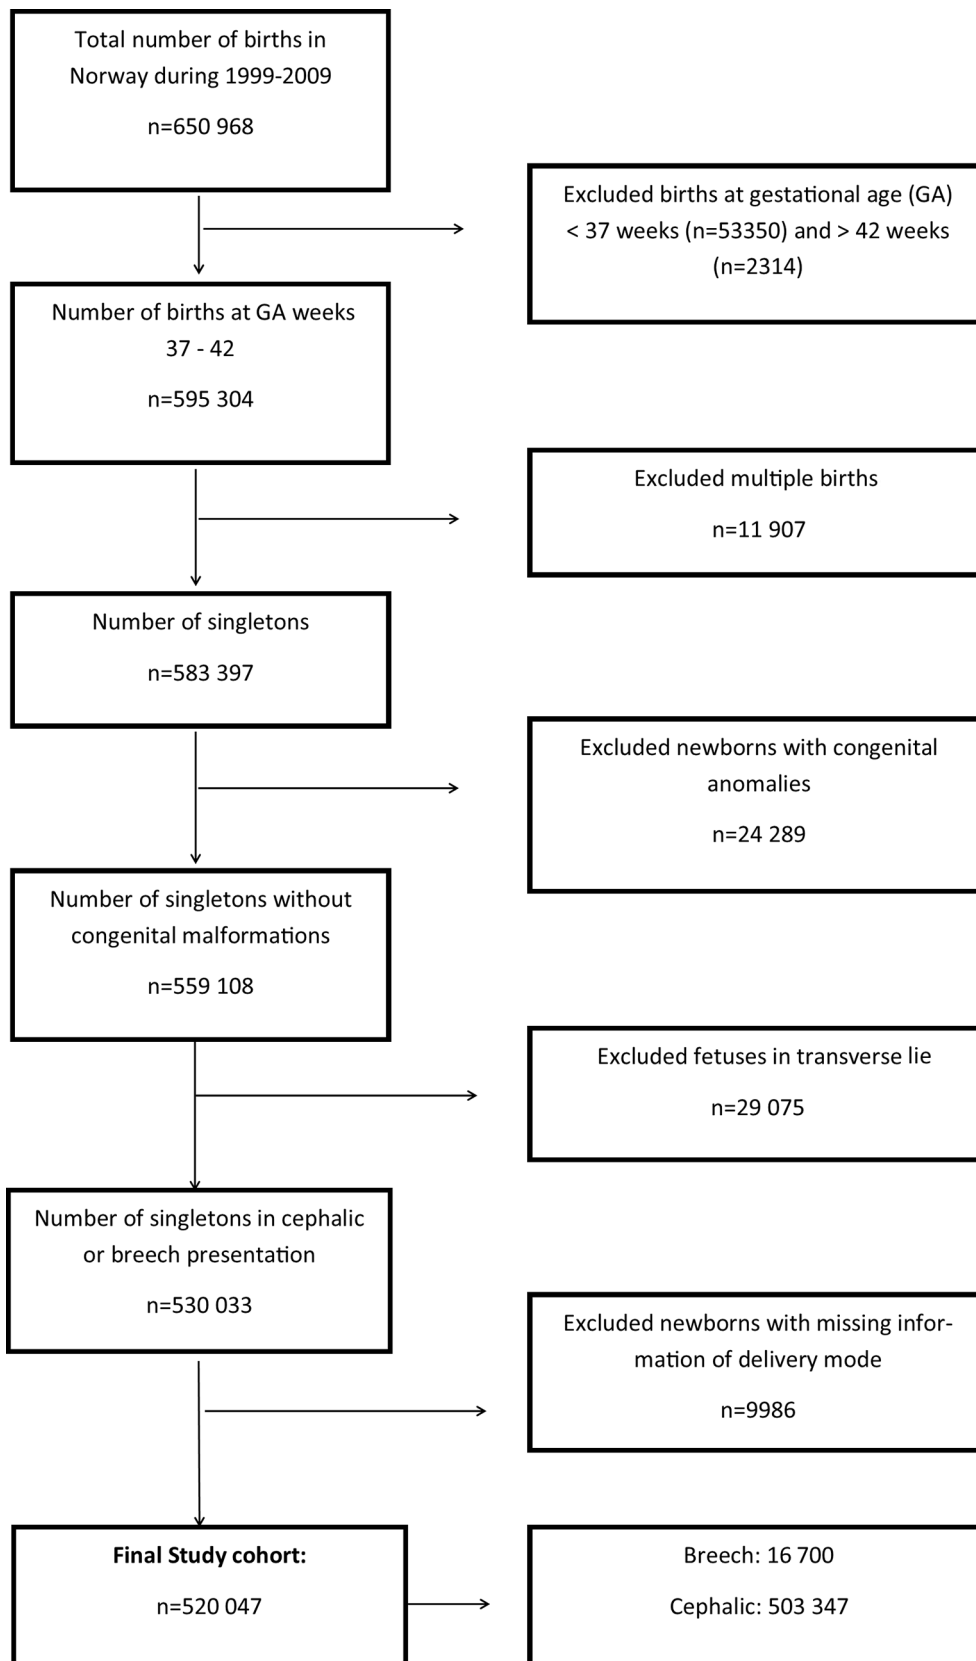 Total number of births in
Norway during 1999-2009
n=650 968
Excluded births at gestational age (GA)
< 37 weeks (n=53350) and > 42 weeks
(n=2314)
Number of births at GA weeks
37 - 42
n=595 304
Excluded multiple births
n=11 907
Number of singletons
n=583 397
Excluded newborns with congenital
anomalies
n=24 289
Number of singletons without
congenital malformations
n=559 108
Excluded fetuses in transverse lie
n=29 075
Number of singletons in cephalic
or breech presentation
n=530 033
Excluded newborns with missing infor-
mation of delivery mode
n=9986
Final Study cohort:
n=520 047
Breech: 16 700
Cephalic: 503 347